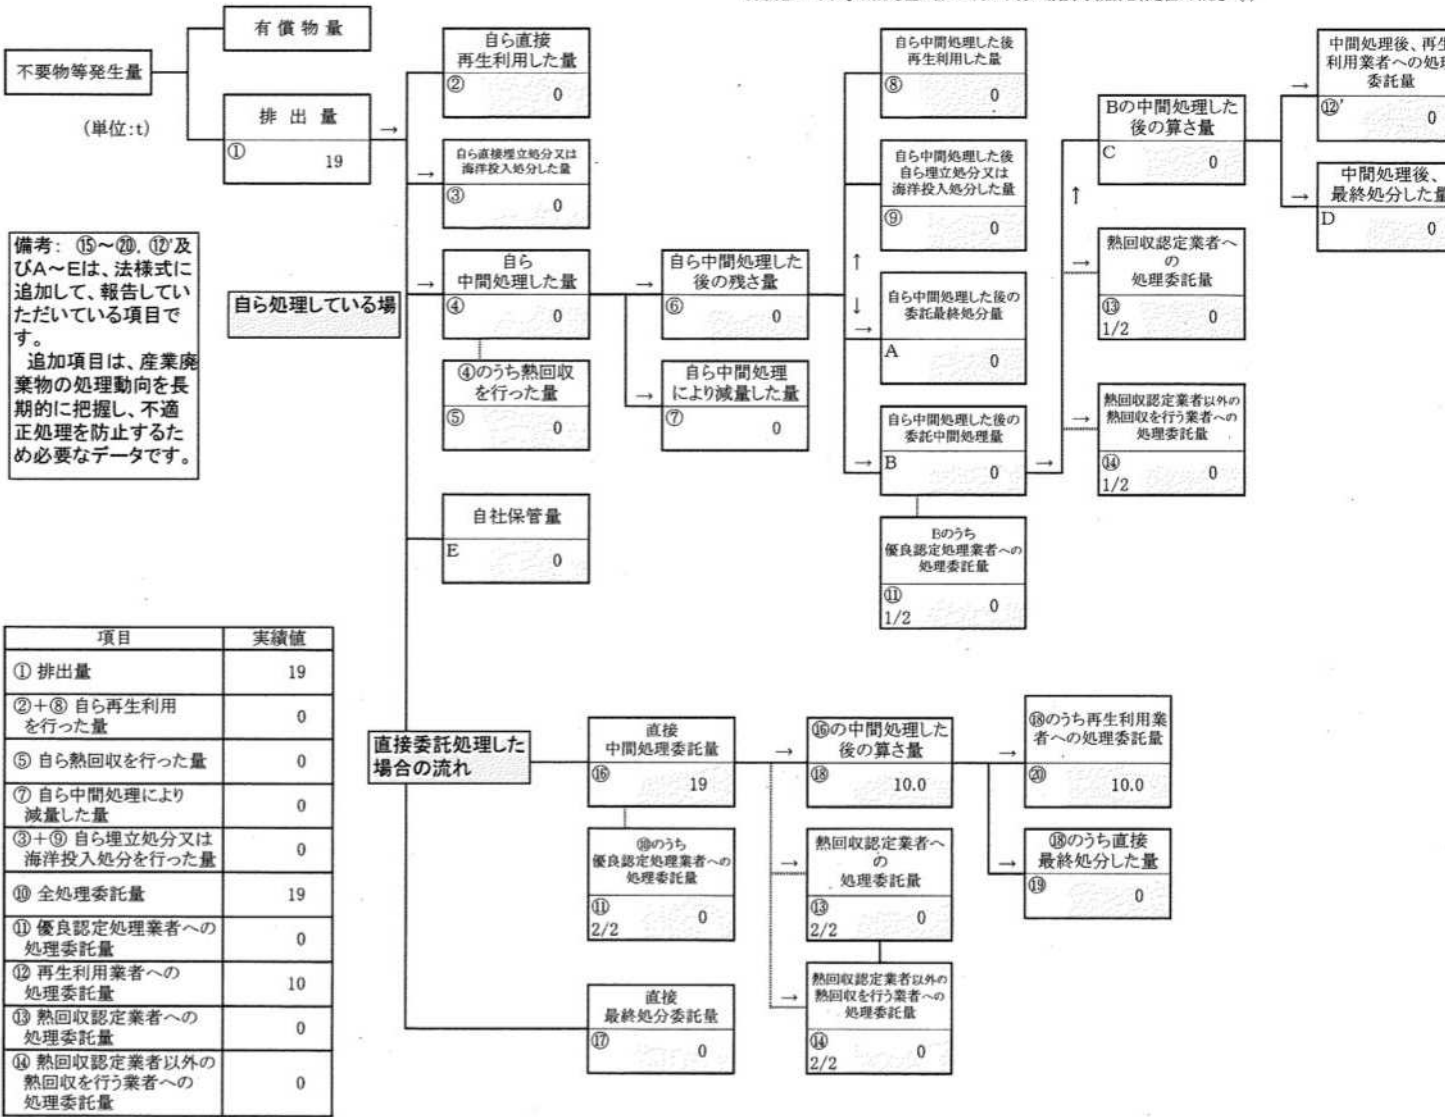 有償物量
不要物等発生量
(単位:t)
排出量
①
19
→
自ら直接
再生利用した量
②
0
→
自ら直接埋立処分又は
海洋投入処分した量
③
0
備考: ⑮～⑳, ⑫'及
びA～Eは、法様式に
追加して、報告してい
ただいている項目で
す。
追加項目は、産業廃
棄物の処理動向を長
期的に把握し、不適
正処理を防止するた
め必要なデータです。
自ら処理している場
→
自ら
中間処理した量
④
0
④のうち熱回収
を行った量
⑤
0
→
自ら中間処理した
後の残さ量
⑥
0
→
自ら中間処理
により減量した量
⑦
0
自社保管量
E
0
自ら中間処理した後
再生利用した量
⑧
0
自ら中間処理した後
自ら埋立処分又は
海洋投入処分した量
⑨
0
↑
↓
→
自ら中間処理した後の
委託最終処分量
A
0
→
自ら中間処理した後の
委託中間処理量
B
0
→
Bのうち
優良認定処理業者への
処理委託量
⑪
1/2
0
Bの中間処理した
後の算さ量
C
0
↑
→
熱回収認定業者へ
の
処理委託量
⑬
1/2
0
→
熱回収認定業者以外の
熱回収を行う業者への
処理委託量
⑭
1/2
0
→
中間処理後、再生
利用業者への処理
委託量
⑫'
0
→
中間処理後、
最終処分した量
D
0
項目 実績値
① 排出量 19
②+⑧ 自ら再生利用
を行った量
0
⑤ 自ら熱回収を行った量 0
⑦ 自ら中間処理により
減量した量
0
③+⑨ 自ら埋立処分又は
海洋投入処分を行った量
0
⑩ 全処理委託量 19
⑪ 優良認定処理業者への
処理委託量
0
⑫ 再生利用業者への
処理委託量
10
⑬ 熱回収認定業者への
処理委託量
0
⑭ 熱回収認定業者以外の
熱回収を行う業者への
処理委託量
0
直接委託処理した
場合の流れ
直接
中間処理委託量
⑯
19
→
⑯の中間処理した
後の算さ量
⑱
10.0
→
⑱のうち再生利用業
者への処理委託量
⑳
10.0
⑩のうち
優良認定処理業者への
処理委託量
⑪
2/2
0
→
熱回収認定業者へ
の
処理委託量
⑬
2/2
0
→
⑱のうち直接
最終処分した量
⑲
0
→
熱回収認定業者以外の
熱回収を行う業者への
処理委託量
⑭
2/2
0
直接
最終処分委託量
⑰
0